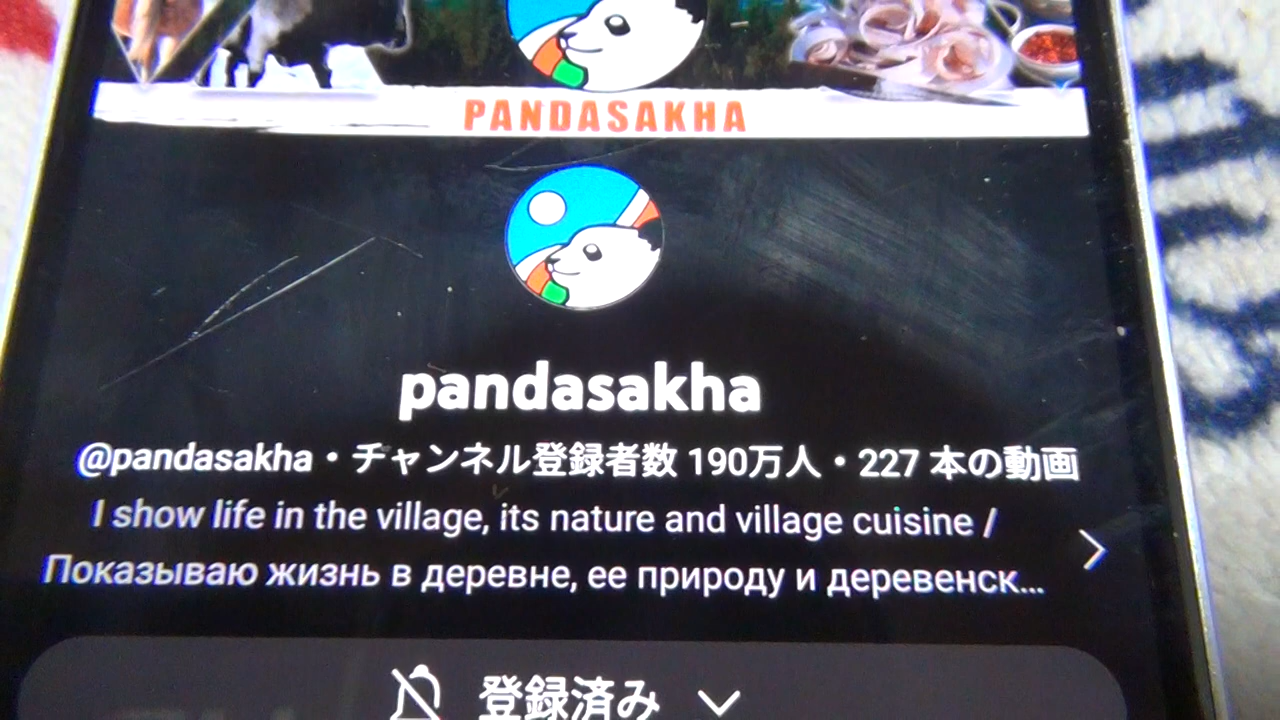 PANDASAKHA
pandasakha
@pandasakha・チャンネル登録者数 190万人・227 本の動画
I show life in the village, its nature and village cuisine /
Показываю жизнь в деревне, ее природу и деревенск...
登録済み